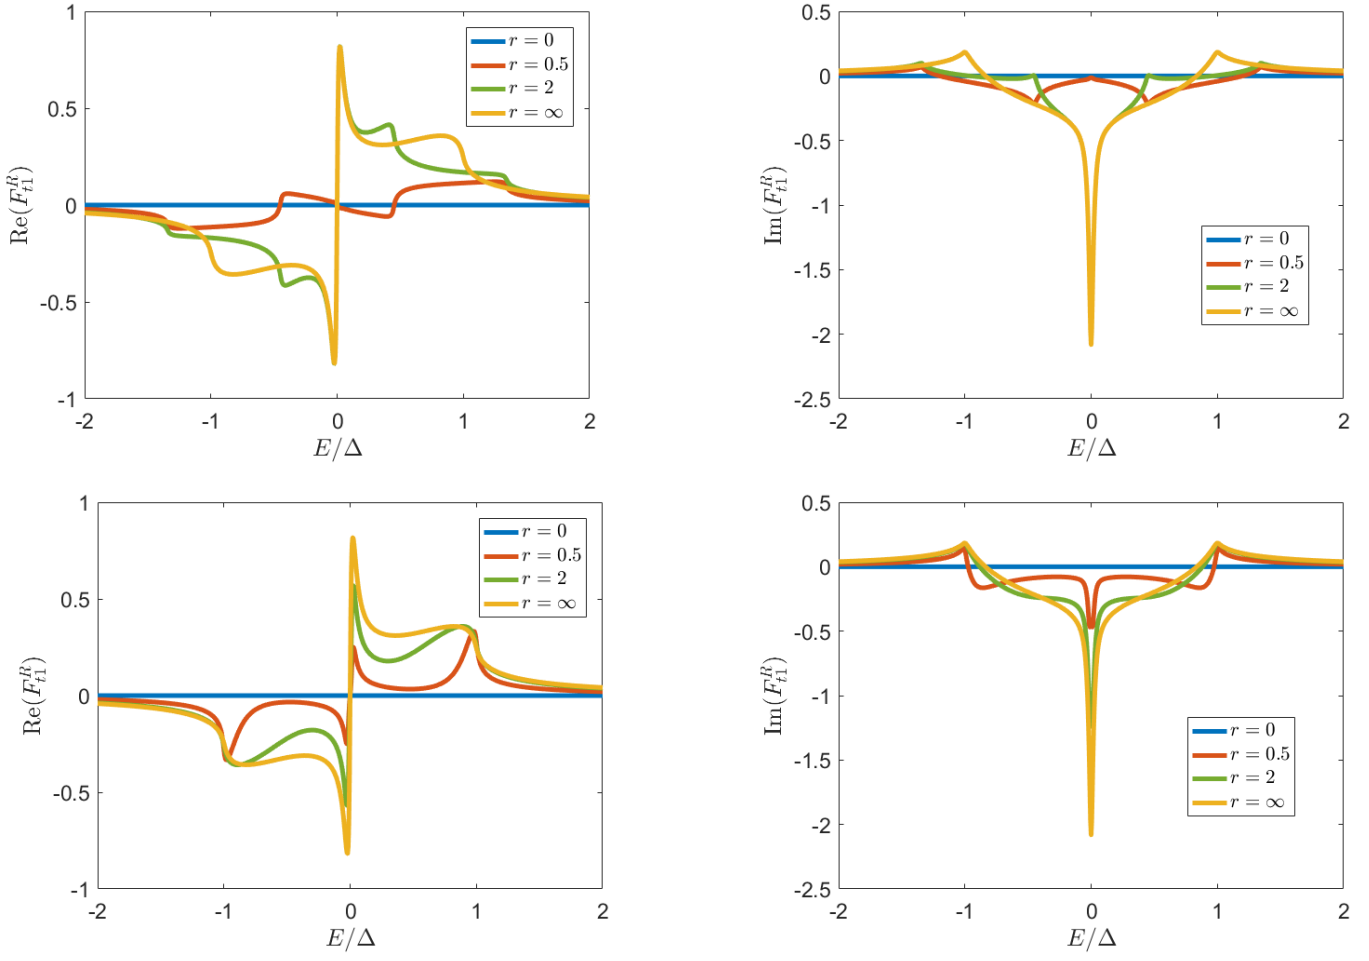 1
0.5
0
-0.5
-1
-2
-1
0
1
2
E/Δ
Re(F^R_{t1})
r = 0
r = 0.5
r = 2
r = ∞
0.5
0
-0.5
-1
-1.5
-2
-2.5
-2
-1
0
1
2
E/Δ
Im(F^R_{t1})
r = 0
r = 0.5
r = 2
r = ∞
1
0.5
0
-0.5
-1
-2
-1
0
1
2
E/Δ
Re(F^R_{t1})
r = 0
r = 0.5
r = 2
r = ∞
0.5
0
-0.5
-1
-1.5
-2
-2.5
-2
-1
0
1
2
E/Δ
Im(F^R_{t1})
r = 0
r = 0.5
r = 2
r = ∞